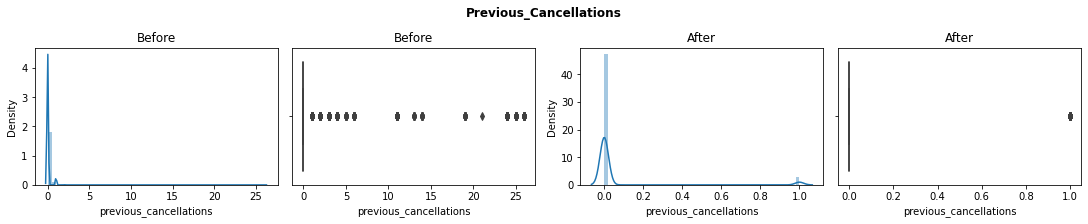 Previous_Cancellations
Before
Before
After
After
Density
4
3
2
1
0
0 5 10 15 20 25
previous_cancellations
0 5 10 15 20 25
previous_cancellations
Density
40
30
20
10
0
0.0 0.2 0.4 0.6 0.8 1.0
previous_cancellations
0.0 0.2 0.4 0.6 0.8 1.0
previous_cancellations